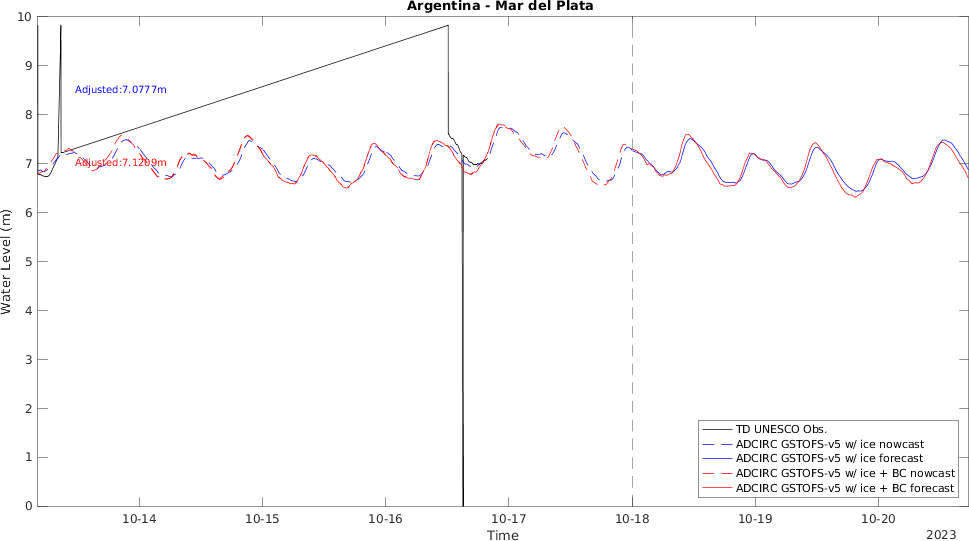 Argentina - Mar del Plata
10
9
8
7
6
5
4
3
2
1
0
Water Level (m)
Adjusted:7.0777m
Adjusted:7.1209m
TD UNESCO Obs.
ADCIRC GSTOFS-v5 w/ ice nowcast
ADCIRC GSTOFS-v5 w/ ice forecast
ADCIRC GSTOFS-v5 w/ ice + BC nowcast
ADCIRC GSTOFS-v5 w/ ice + BC forecast
10-14 10-15 10-16 10-17 10-18 10-19 10-20
Time
2023